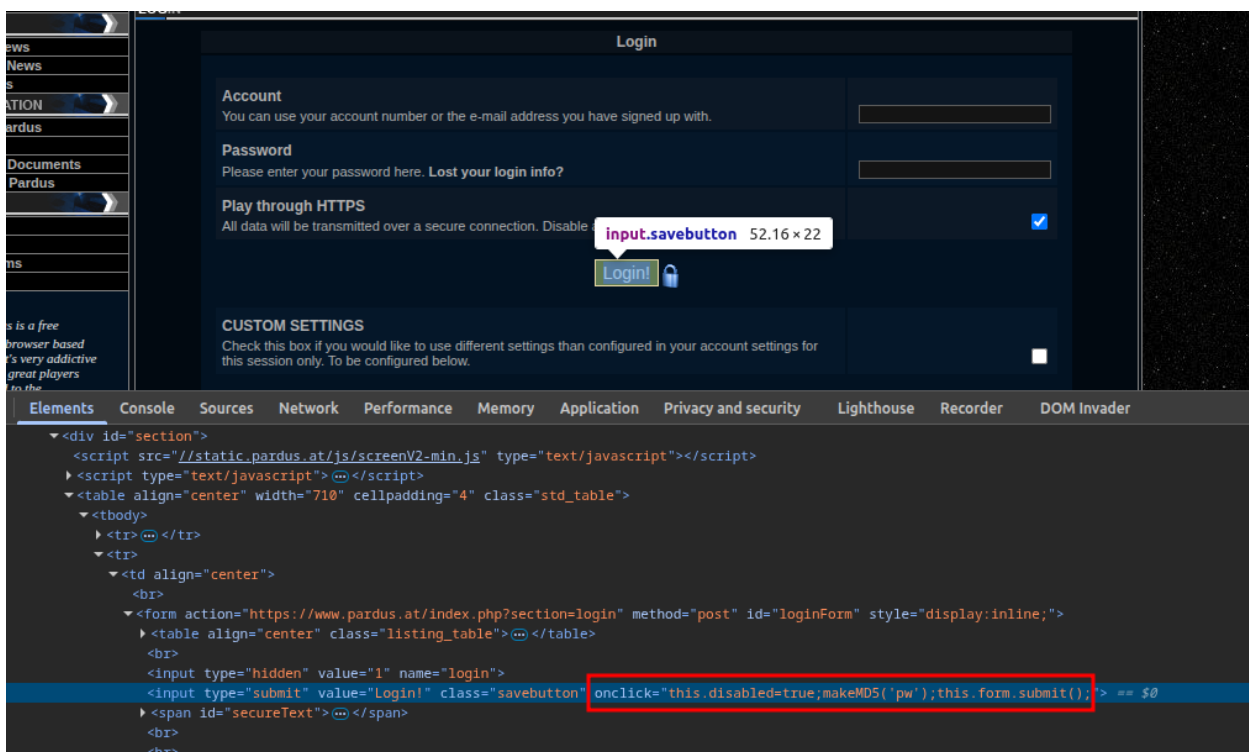 LOGIN
Login
ews
News
s
ATION
ardus
Documents
Pardus
ms
s is a free
browser based
t's very addictive
great players
l to the
Account
You can use your account number or the e-mail address you have signed up with.
Password
Please enter your password here. Lost your login info?
Play through HTTPS
All data will be transmitted over a secure connection. Disable
input.savebutton 52.16 × 22
Login!
CUSTOM SETTINGS
Check this box if you would like to use different settings than configured in your account settings for
this session only. To be configured below.
Elements Console Sources Network Performance Memory Application Privacy and security Lighthouse Recorder DOM Invader
<div id="section">
<script src="//static.pardus.at/js/screenV2-min.js" type="text/javascript"></script>
<script type="text/javascript">…</script>
<table align="center" width="710" cellpadding="4" class="std_table">
<tbody>
<tr>…</tr>
<tr>
<td align="center">
<br>
<form action="https://www.pardus.at/index.php?section=login" method="post" id="loginForm" style="display:inline;">
<table align="center" class="listing_table">…</table>
<br>
<input type="hidden" value="1" name="login">
<input type="submit" value="Login!" class="savebutton" onclick="this.disabled=true;makeMD5('pw');this.form.submit();"> == $0
<span id="secureText">…</span>
<br>
<br>